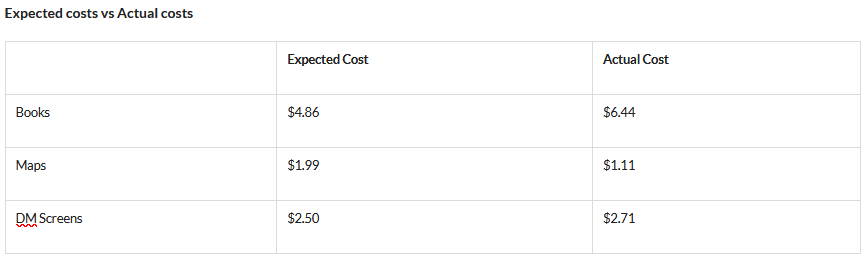 Expected costs vs Actual costs
Expected Cost Actual Cost
Books $4.86 $6.44
Maps $1.99 $1.11
DM Screens $2.50 $2.71